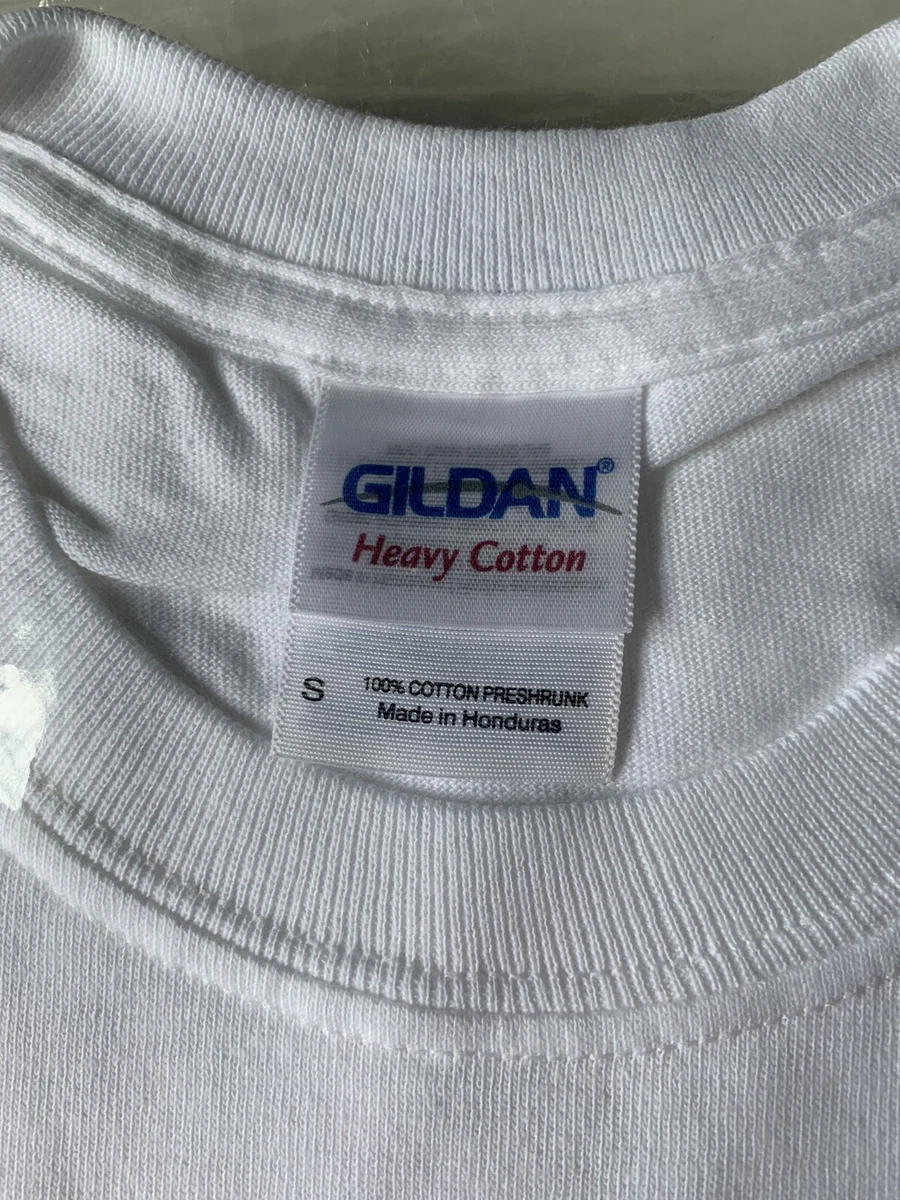 GILDAN®
Heavy Cotton
S 100% COTTON PRESHRUNK
Made in Honduras